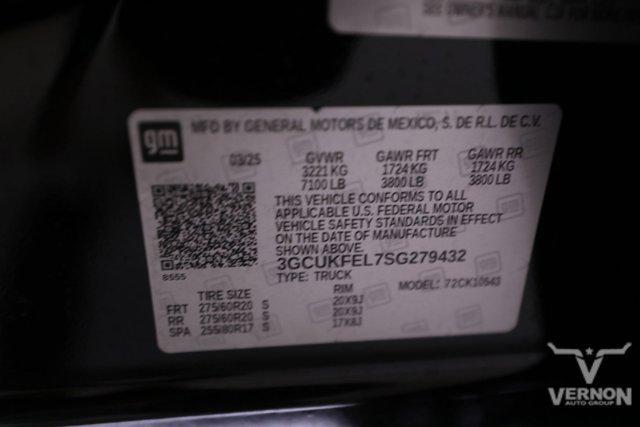 SEE OWNER'S MANUAL
gm
MFD BY GENERAL MOTORS DE MEXICO, S. DE R.L. DE C.V.
03/25 GVWR GAWR FRT GAWR RR
3221 KG 1724 KG 1724 KG
7100 LB 3800 LB 3800 LB
THIS VEHICLE CONFORMS TO ALL
APPLICABLE U.S. FEDERAL MOTOR
VEHICLE SAFETY STANDARDS IN EFFECT
ON THE DATE OF MANUFACTURE
SHOWN ABOVE.
3GCUKFEL7SG279432
8555
TYPE: TRUCK MODEL: 72CK10543
TIRE SIZE RIM
FRT 275/60R20 S 20X9J
RR 275/60R20 S 20X9J
SPA 255/80R17 S 17X8J
VERNON
AUTO GROUP